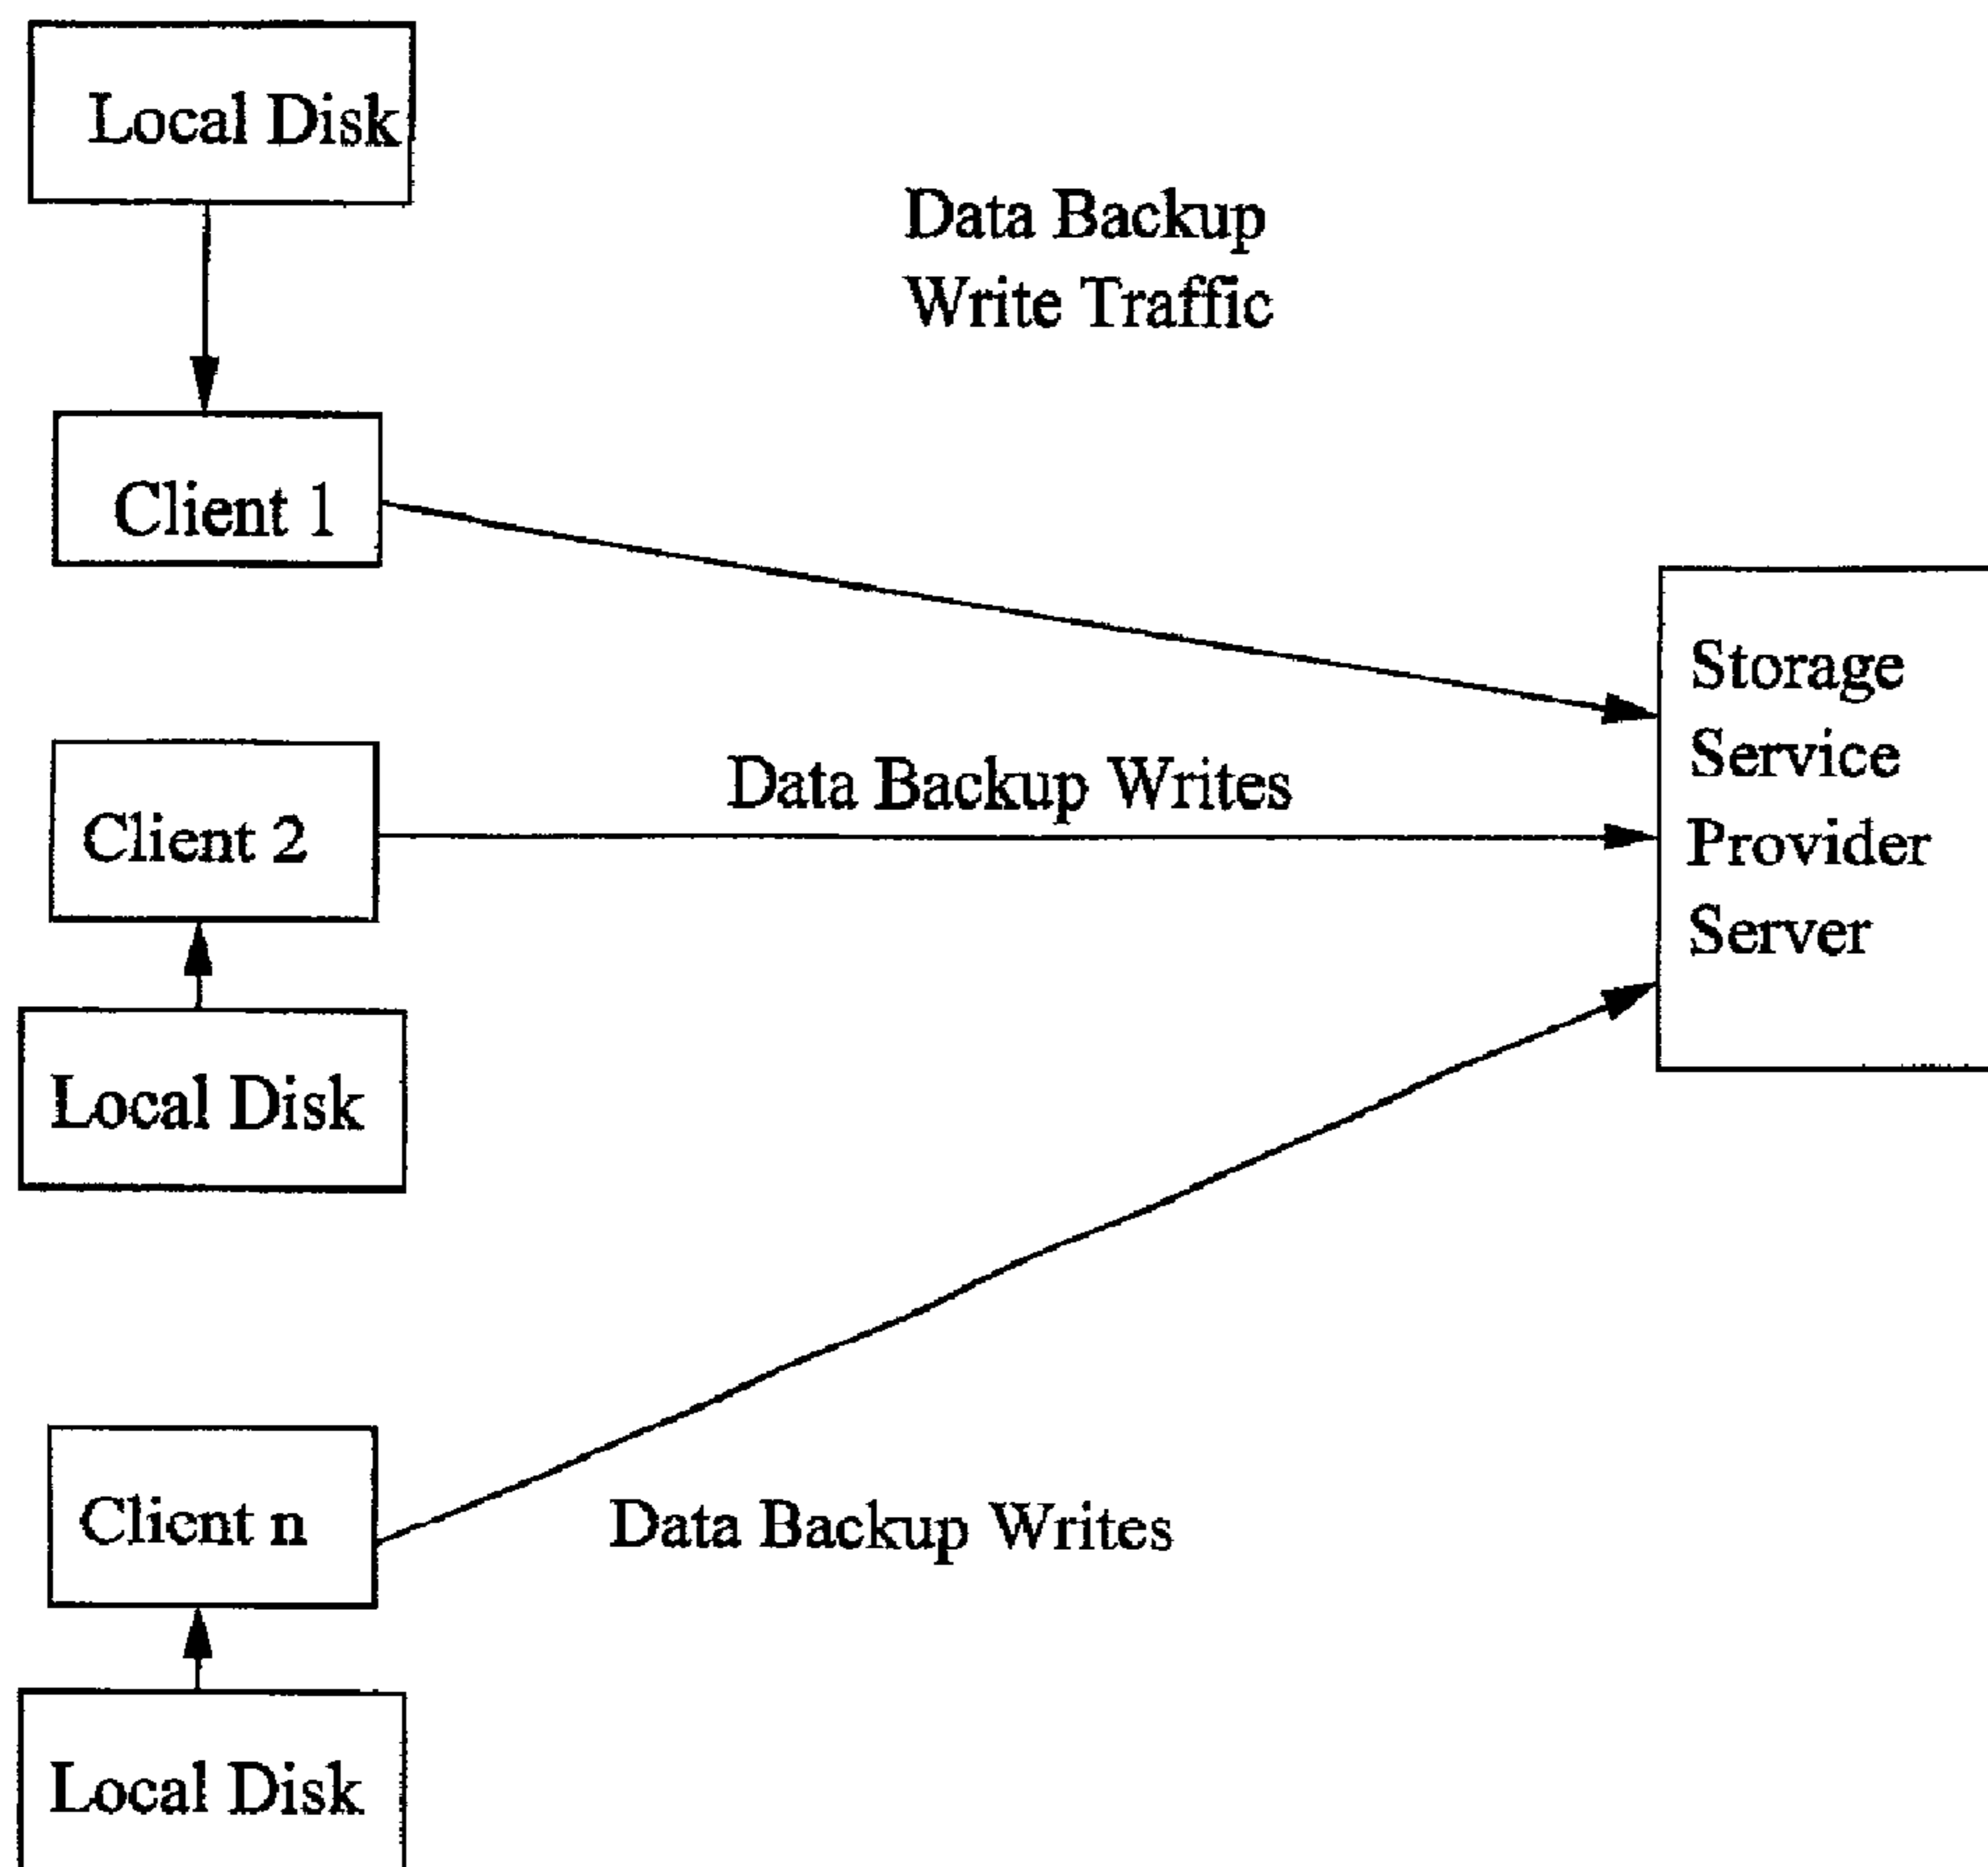 Local Disk
Data Backup
Write Traffic
Client 1
Storage
Service
Provider
Server
Data Backup Writes
Client 2
Local Disk
Client n
Data Backup Writes
Local Disk